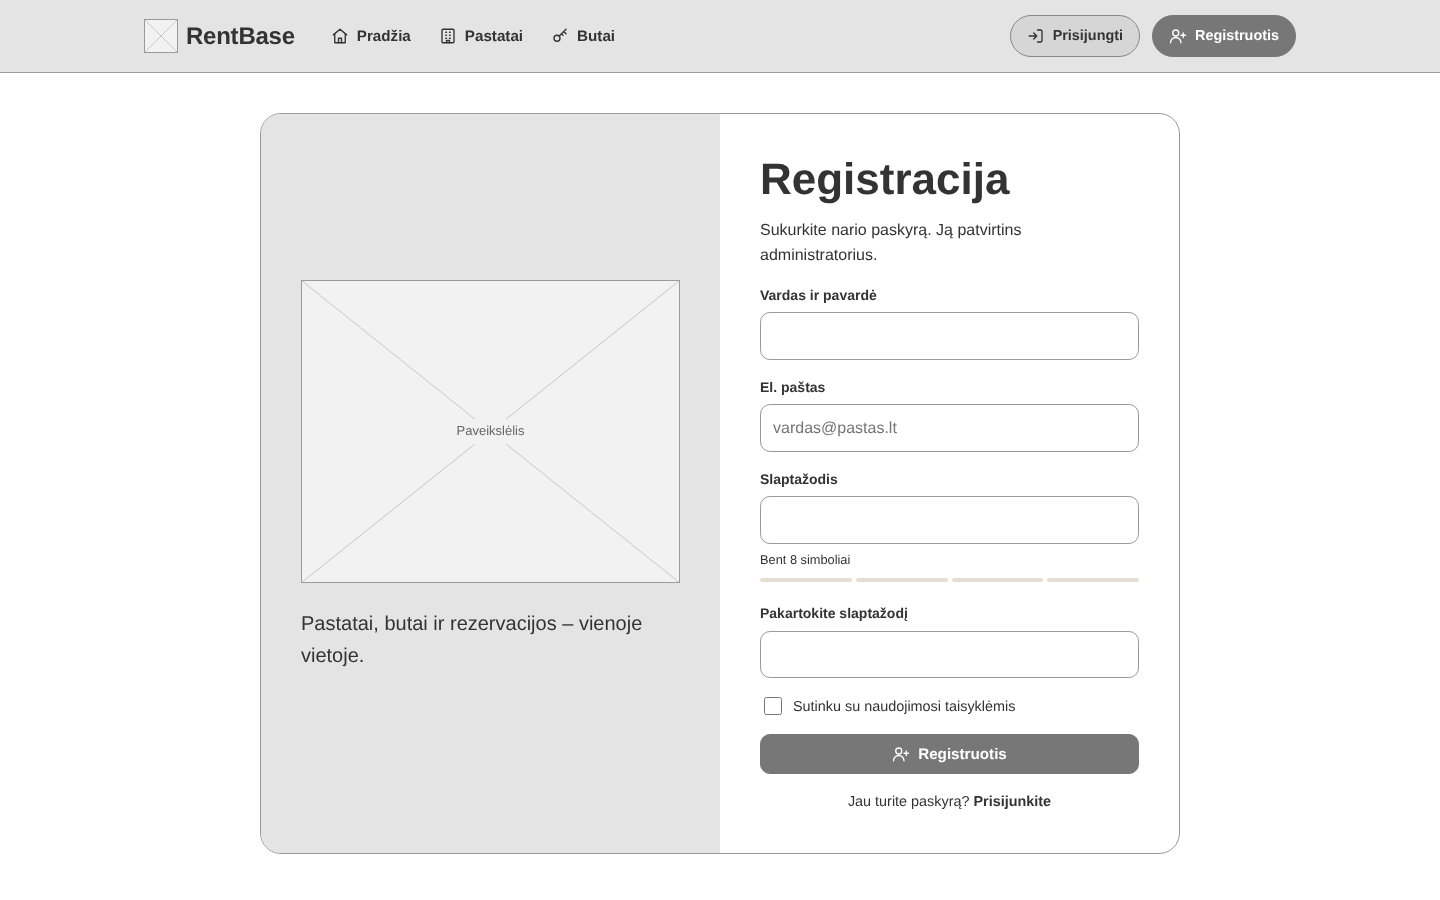 RentBase
Pradžia
Pastatai
Butai
Prisijungti
Registruotis
Paveikslėlis
Pastatai, butai ir rezervacijos – vienoje
vietoje.
Registracija
Sukurkite nario paskyrą. Ją patvirtins
administratorius.
Vardas ir pavardė
El. paštas
vardas@pastas.lt
Slaptažodis
Bent 8 simboliai
Pakartokite slaptažodį
Sutinku su naudojimosi taisyklėmis
Registruotis
Jau turite paskyrą? Prisijunkite